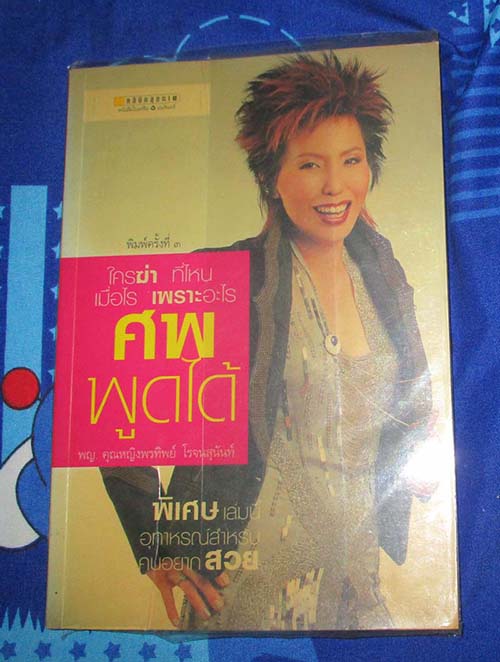 พิมพ์ครั้งที่ ๓
ใครฆ่า ที่ไหน
เมื่อไร เพราะอะไร
ศพ
พูดได้
พญ. คุณหญิงพรทิพย์ โรจนสุนันท์
พิเศษ เล่มนี้
อุทาหรณ์สำหรับ
คนอยาก สวย